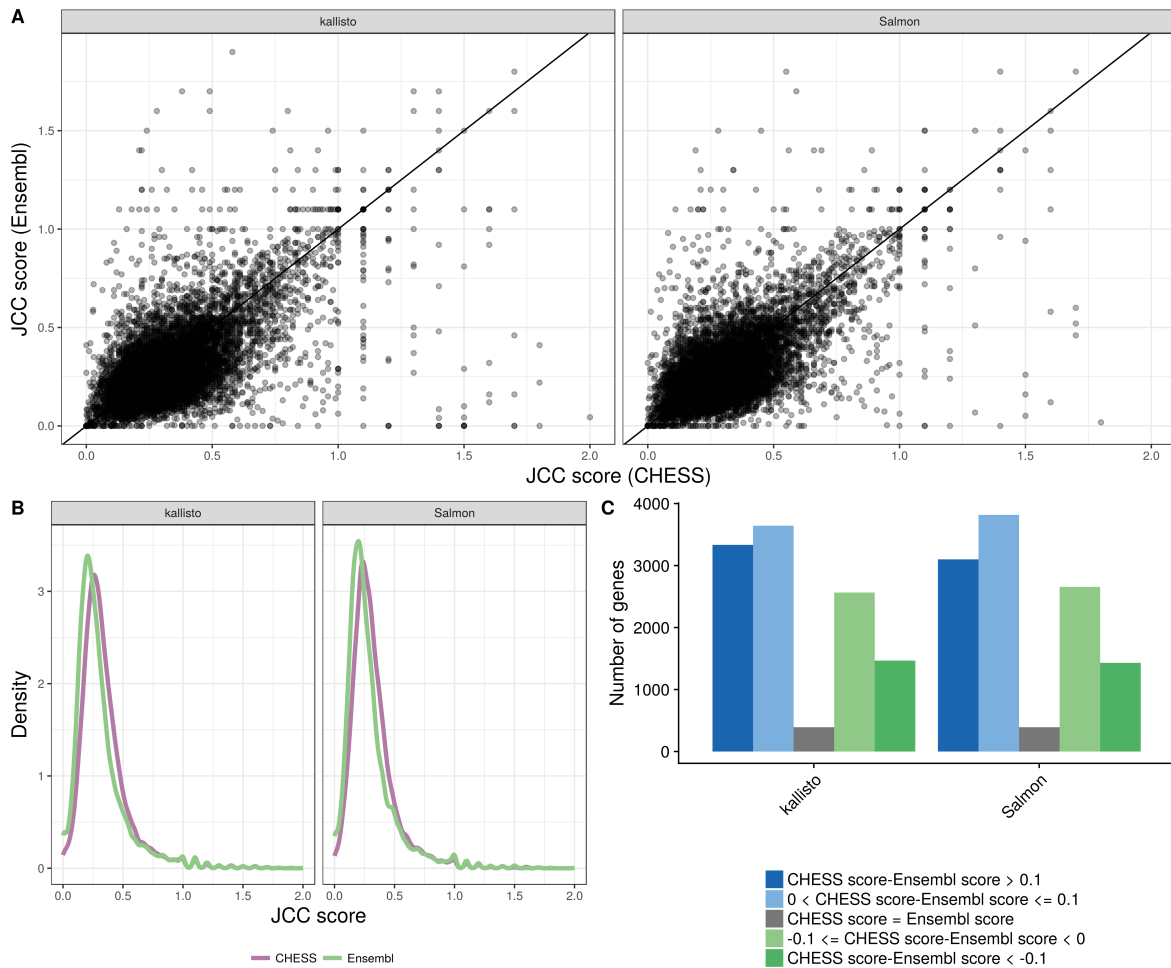 A
kallisto
Salmon
JCC score (Ensembl)
1.5
1.0
0.5
0.0
0.0 0.5 1.0 1.5 2.0
0.0 0.5 1.0 1.5 2.0
JCC score (CHESS)
B
kallisto
Salmon
Density
3
2
1
0
0.0 0.5 1.0 1.5 2.0
0.0 0.5 1.0 1.5 2.0
JCC score
CHESS Ensembl
C
Number of genes
4000
3000
2000
1000
0
kallisto
Salmon
CHESS score-Ensembl score > 0.1
0 < CHESS score-Ensembl score <= 0.1
CHESS score = Ensembl score
-0.1 <= CHESS score-Ensembl score < 0
CHESS score-Ensembl score < -0.1